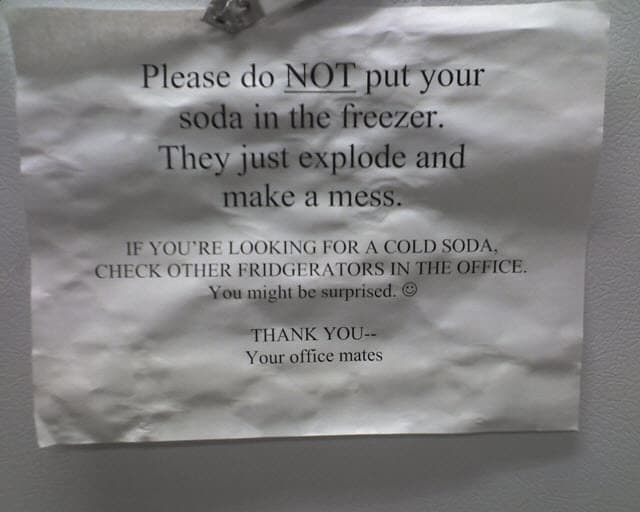 Please do NOT put your
soda in the freezer.
They just explode and
make a mess.
IF YOU'RE LOOKING FOR A COLD SODA,
CHECK OTHER FRIDGERATORS IN THE OFFICE.
You might be surprised. ☺
THANK YOU--
Your office mates